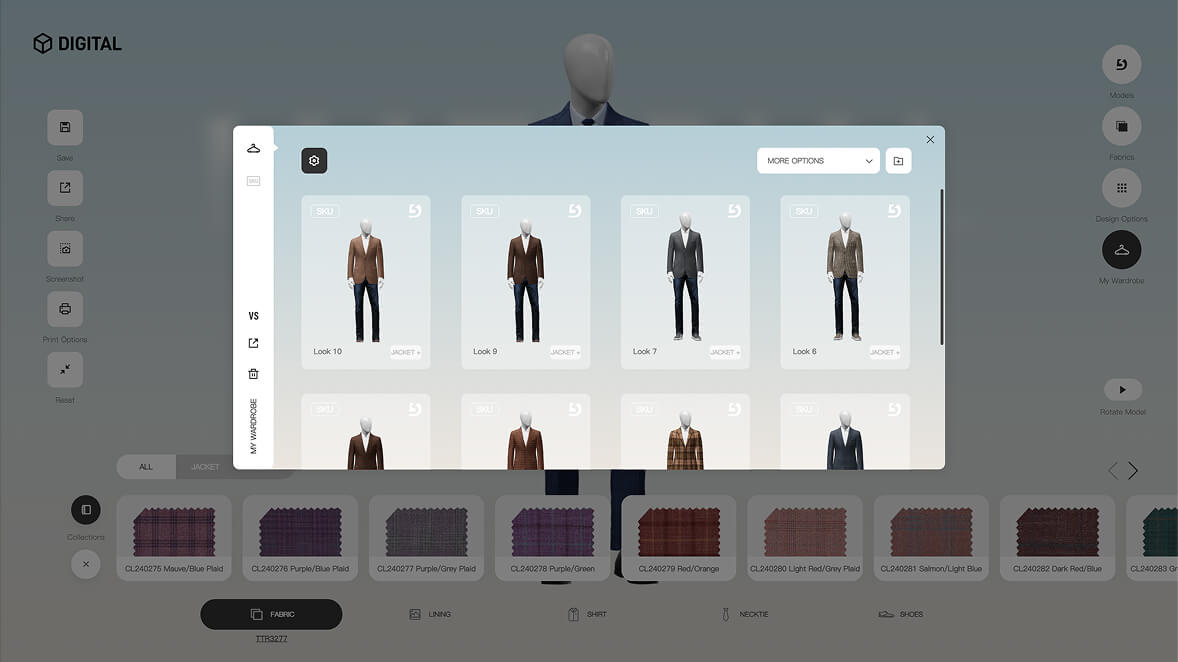 DIGITAL
Save
Share
Screenshot
Print Options
Reset
Models
Fabrics
Design Options
My Wardrobe
Rotate Model
SKU
VS
MY WARDROBE
MORE OPTIONS
SKU
Look 10
JACKET +
SKU
Look 9
JACKET +
SKU
Look 7
JACKET +
SKU
Look 6
JACKET +
SKU
SKU
SKU
SKU
ALL
JACKET
Collections
CL240275 Mauve/Blue Plaid
CL240276 Purple/Blue Plaid
CL240277 Purple/Grey Plaid
CL240278 Purple/Green
CL240279 Red/Orange
CL240280 Light Red/Grey Plaid
CL240281 Salmon/Light Blue
CL240282 Dark Red/Blue
CL240283 Gr
FABRIC
TTR3277
LINING
SHIRT
NECKTIE
SHOES